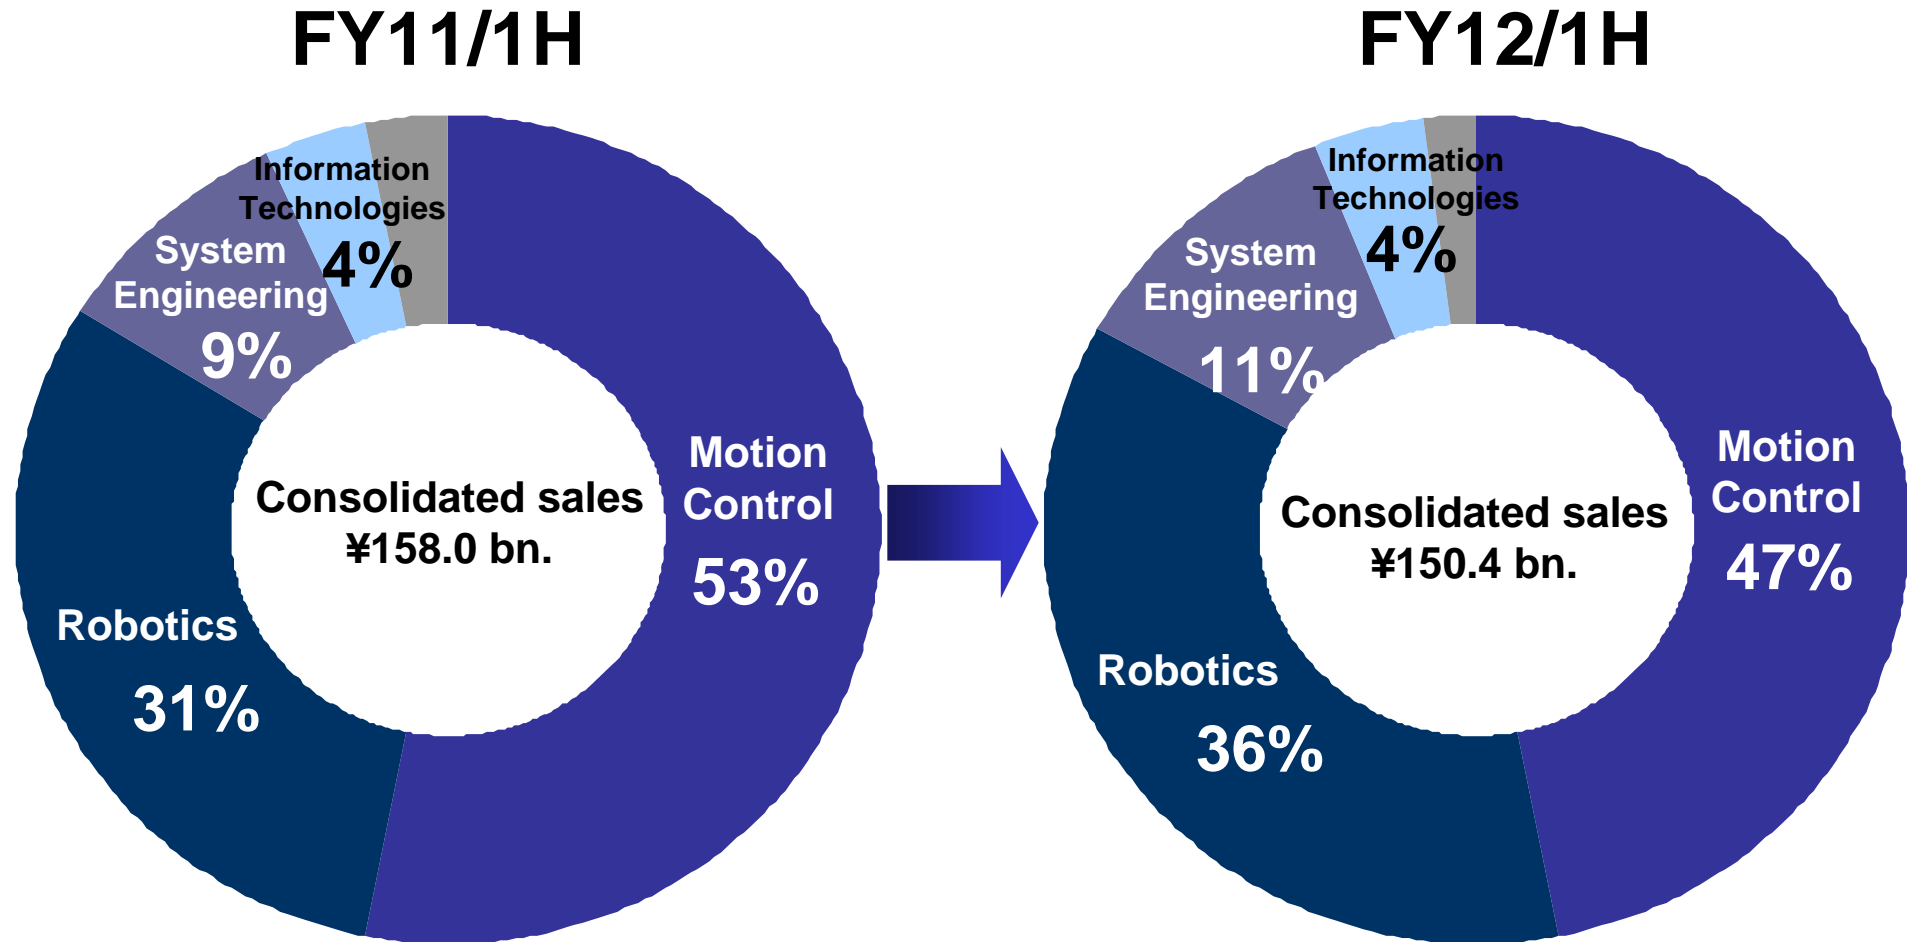 FY11/1H
Information
Technologies
4%
System
Engineering
9%
Motion
Control
53%
Consolidated sales
¥158.0 bn.
Robotics
31%
FY12/1H
Information
Technologies
4%
System
Engineering
11%
Motion
Control
47%
Consolidated sales
¥150.4 bn.
Robotics
36%